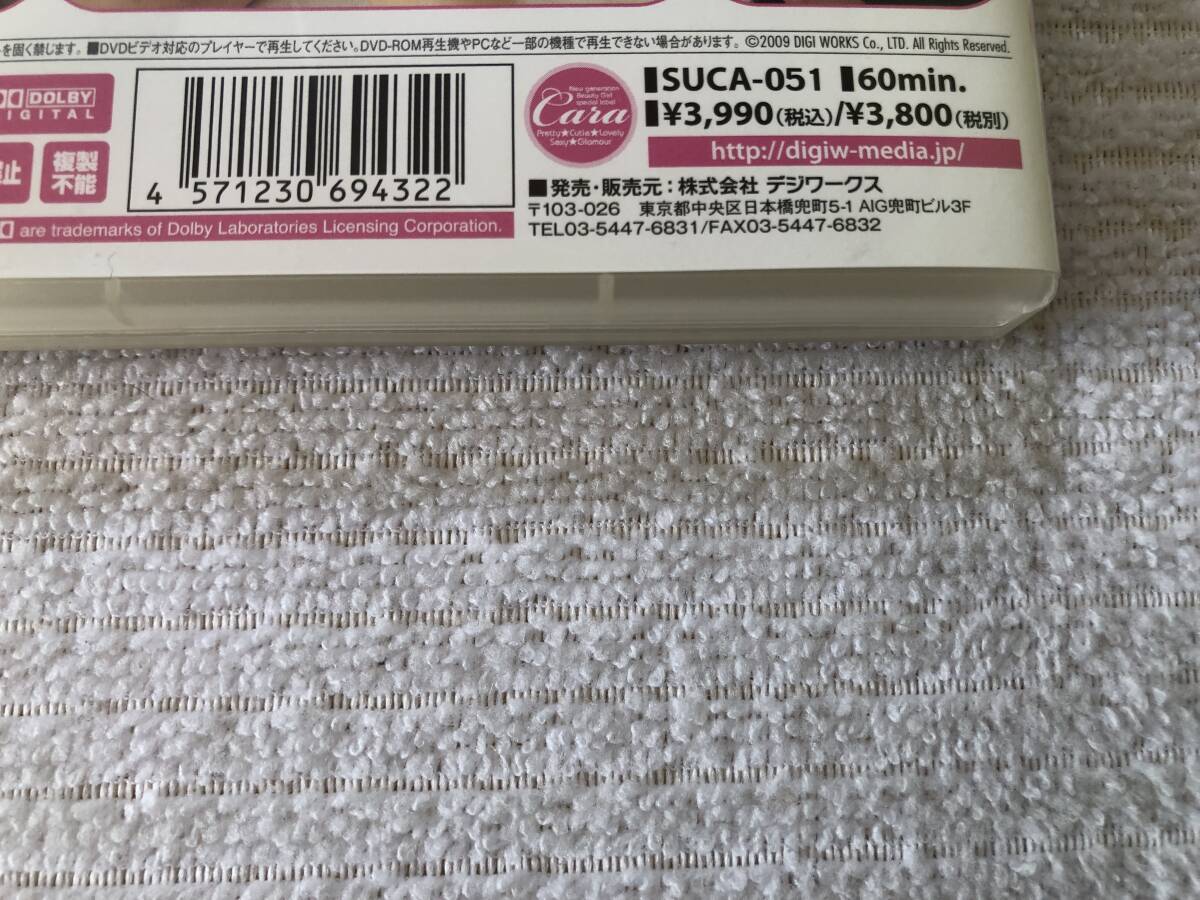 を固く禁じます。■DVDビデオ対応のプレイヤーで再生してください。DVD-ROM再生機やPCなど一部の機種で再生できない場合があります。 ©2009 DIGI WORKS Co., LTD. All Rights Reserved.
DOLBY
DIGITAL
止
複製
不能
4 571230 694322
are trademarks of Dolby Laboratories Licensing Corporation.
New generation
Beauty Girl
special label
Cara
Pretty★Cutie★Lovely
Sexy★Glamour
▮SUCA-051 ▮60min.
▮¥3,990(税込)/¥3,800(税別)
http://digiw-media.jp/
■発売・販売元：株式会社 デジワークス
〒103-026 東京都中央区日本橋兜町5-1 AIG兜町ビル3F
TEL03-5447-6831/FAX03-5447-6832